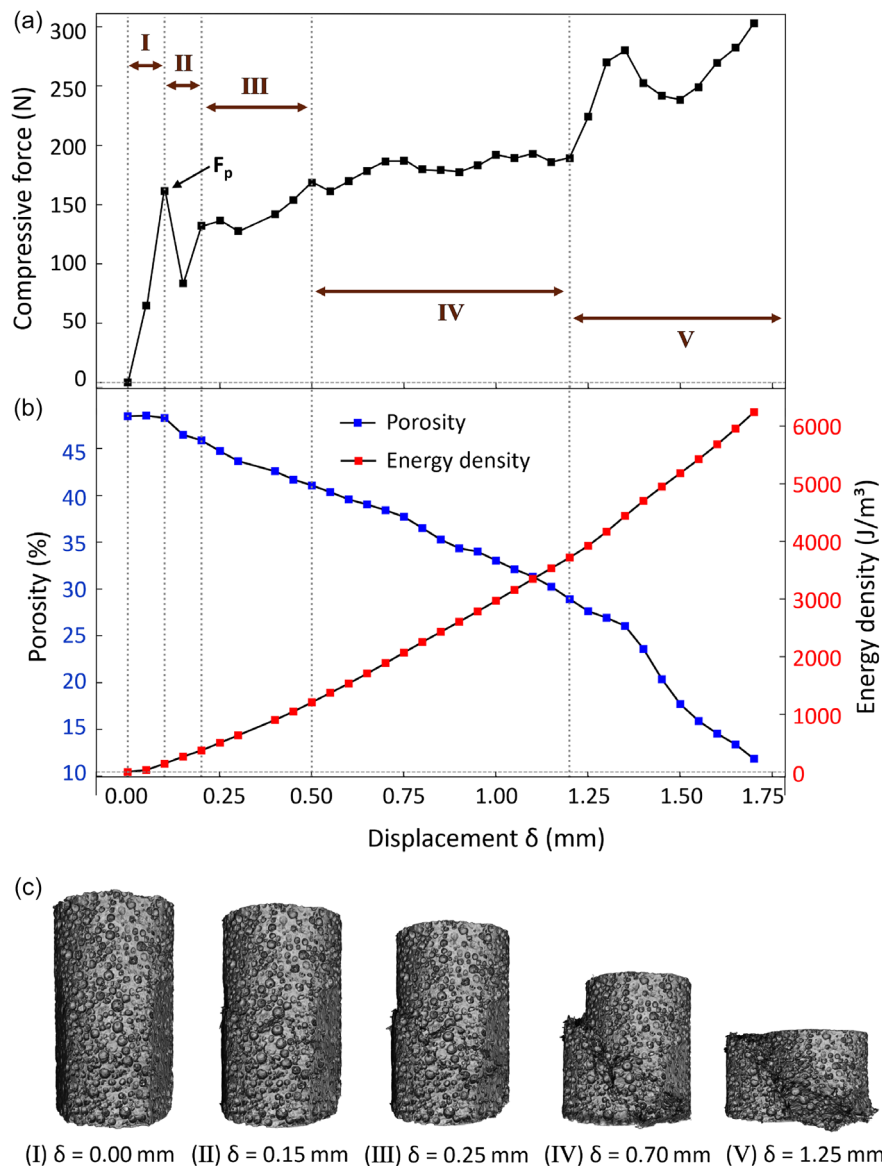 (a)
300
250
200
150
100
50
0
Compressive force (N)
I
II
III
F_p
IV
V
(b)
45
40
35
30
25
20
15
10
Porosity (%)
Porosity
Energy density
6000
5000
4000
3000
2000
1000
0
Energy density (J/m³)
0.00 0.25 0.50 0.75 1.00 1.25 1.50 1.75
Displacement δ (mm)
(c)
(I) δ = 0.00 mm (II) δ = 0.15 mm (III) δ = 0.25 mm (IV) δ = 0.70 mm (V) δ = 1.25 mm